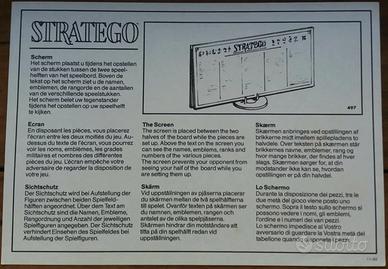 STRATEGO
Scherm
Het scherm plaatst u tijdens het opstellen
van de stukken tussen de twee speel-
helften van het speelbord. Boven de
tekst op het scherm ziet u de namen,
emblemen, de rangorde en de aantallen
van de verschillende speelstukken.
Het scherm belet uw tegenstander
tijdens het opstellen op uw speelhelft
te kijken.
STRATEGO
497
Ecran
En disposant les pièces, vous placerez
l'écran entre les deux moitiés du jeu. Au-
dessus du texte de l'écran, vous pourrez
voir les noms, emblèmes, les grades
militaires et nombres des différentes
pièces du jeu. L'écran empêche votre
adversaire de regarder la disposition de
votre jeu.
Sichtschutz
Der Sichtschutz wird bei Aufstellung der
Figuren zwischen beiden Spielfeld-
hälften angeordnet. Über dem Text am
Sichtschutz sind die Namen, Embleme,
Rangordnung und Anzahl der jeweiligen
Spielfiguren angegeben. Der Sichtschutz
verhindert Einsehen des Spielfeldes bei
Aufstellung der Spielfiguren.
The Screen
The screen is placed between the two
halves of the board while the pieces are
set up. Above the text on the screen you
can see the names, emblems, ranks and
numbers of the various pieces.
The screen prevents your opponent from
seeing your half of the board while you
are setting them up.
Skärm
Vid uppställningen av pjäserna placerar
du skärmen mellan de två spelhälfterna
till spelet. Ovanför texten på skärmen ser
du namnen, emblemen, rangen och
antalet av de olika spelpjäserna.
Skärmen hindrar din motståndare att
titta på din spelhälft redan vid
uppställningen.
Skærm
Skærmen anbringes ved opstillingen af
brikkerne midt imellem spillepladens to
halvdele. Over teksten på skærmen står
brikkernes navne, emblemer, rang og
hvor mange brikker, der findes af hver
slags. Skærmen sørger for, at din
modstander ikke kan se, hvordan
opstillingen er på din halvdel.
Lo Schermo
Durante la disposizione dei pezzi, fra le
due metà del gioco viene posto uno
schermo. Sopra il testo sullo schermo si
possono vedere i nomi, gli emblemi,
l'ordine e i numeri dei vari pezzi.
Lo schermo impedisce al Vostro
avversario di guardare la Vostra metà del
tabellone quando disponete i pezzi.
subito